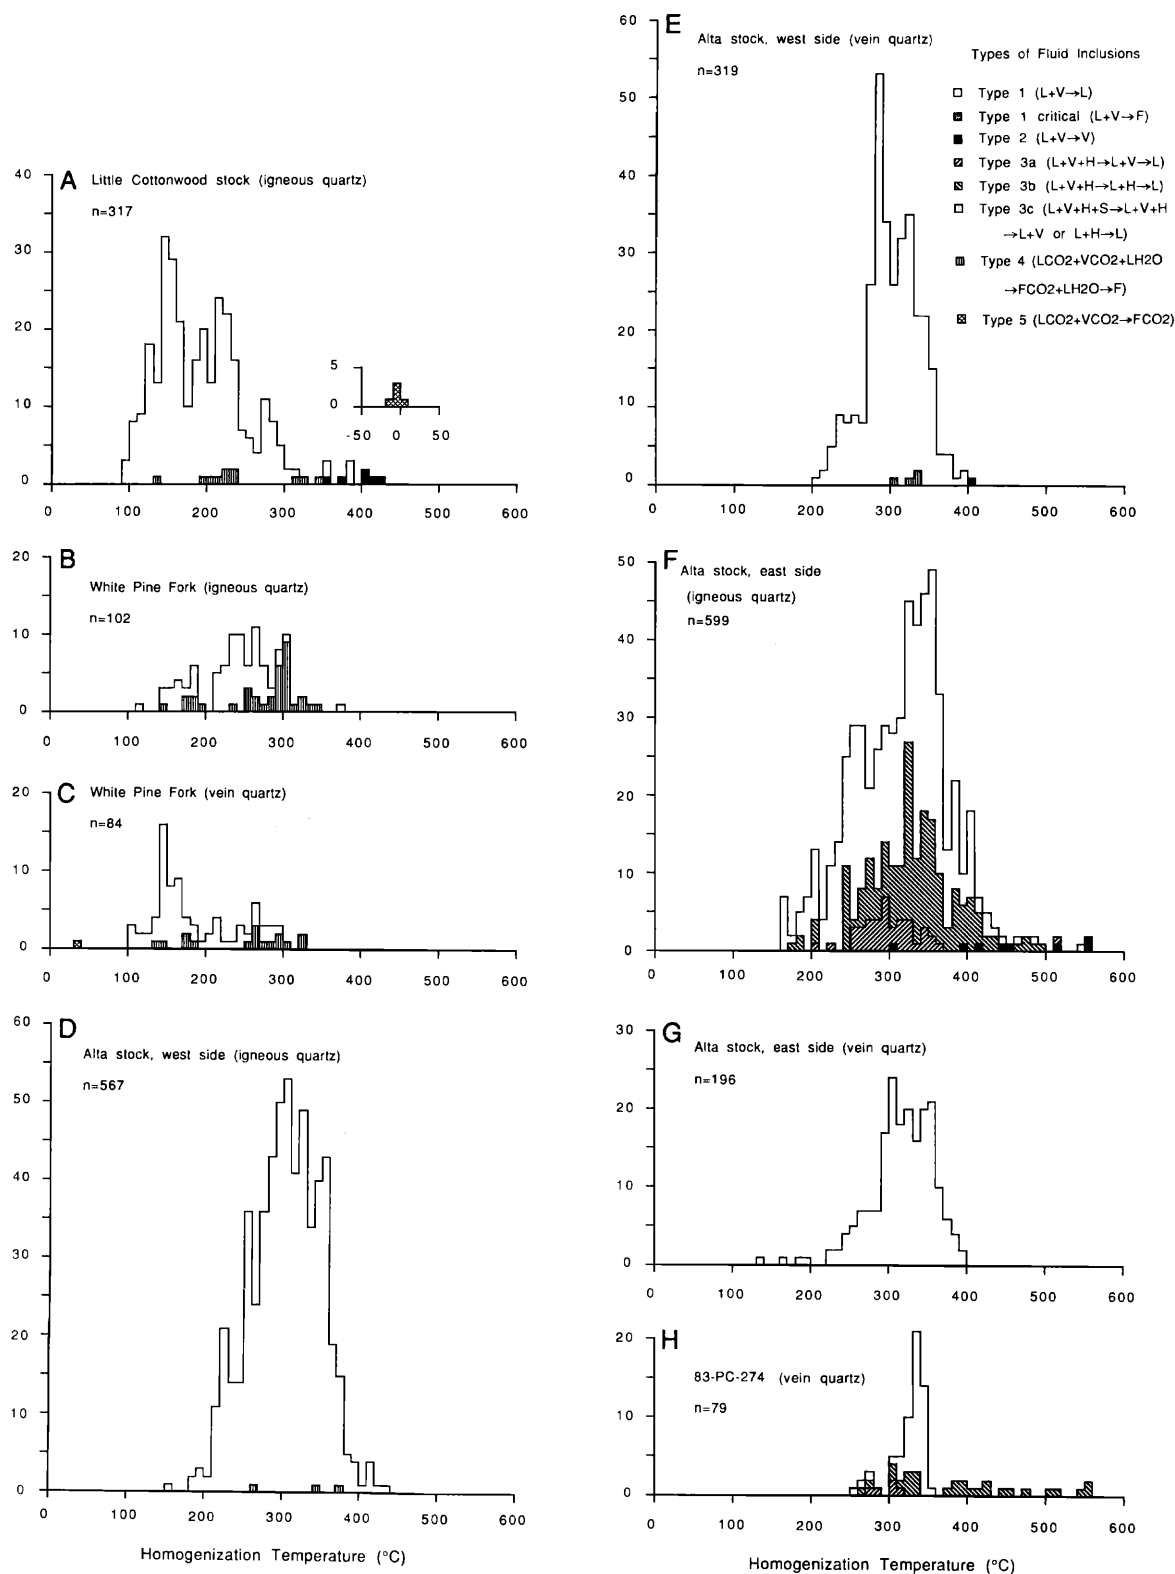 A Little Cottonwood stock (igneous quartz)
n=317
40
30
20
10
0
5
0
-50 0 50
0 100 200 300 400 500 600
B
White Pine Fork (igneous quartz)
n=102
20
10
0
0 100 200 300 400 500 600
C White Pine Fork (vein quartz)
n=84
20
10
0
0 100 200 300 400 500 600
D
Alta stock, west side (igneous quartz)
n=567
60
50
40
30
20
10
0
0 100 200 300 400 500 600
Homogenization Temperature (°C)
E
Alta stock, west side (vein quartz)
n=319
60
50
40
30
20
10
0
0 100 200 300 400 500 600
Types of Fluid Inclusions
Type 1 (L+V→L)
Type 1 critical (L+V→F)
Type 2 (L+V→V)
Type 3a (L+V+H→L+V→L)
Type 3b (L+V+H→L+H→L)
Type 3c (L+V+H+S→L+V+H
→L+V or L+H→L)
Type 4 (LCO2+VCO2+LH2O
→FCO2+LH2O→F)
Type 5 (LCO2+VCO2→FCO2)
F
Alta stock, east side
(igneous quartz)
n=599
50
40
30
20
10
0
0 100 200 300 400 500 600
G
Alta stock, east side (vein quartz)
n=196
30
20
10
0
0 100 200 300 400 500 600
H
83-PC-274 (vein quartz)
n=79
20
10
0
0 100 200 300 400 500 600
Homogenization Temperature (°C)